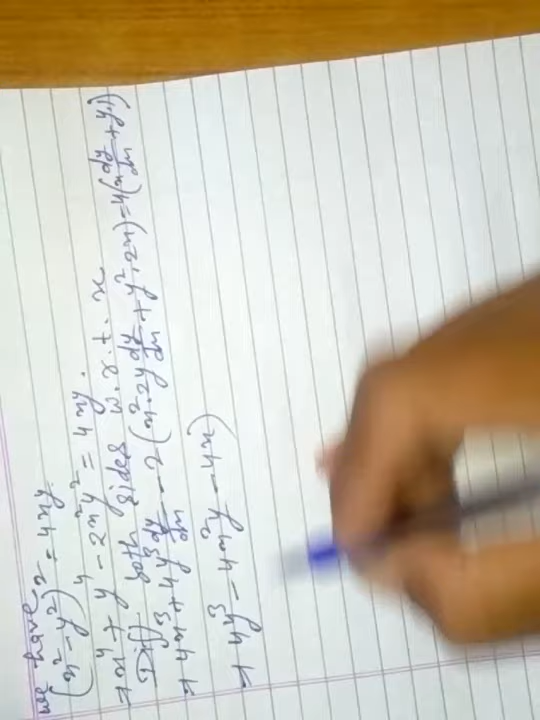 we have
(x²-y²)² = 4xy.
⇒ x⁴ + y⁴ - 2x²y² = 4xy.
Diff both sides w.r.t. x
⇒ 4x³ + 4y³ dy/dx - 2(x².2y dy/dx + y².2x) = 4(x dy/dx + y.1)
⇒ (4y³ - 4x²y - 4x)